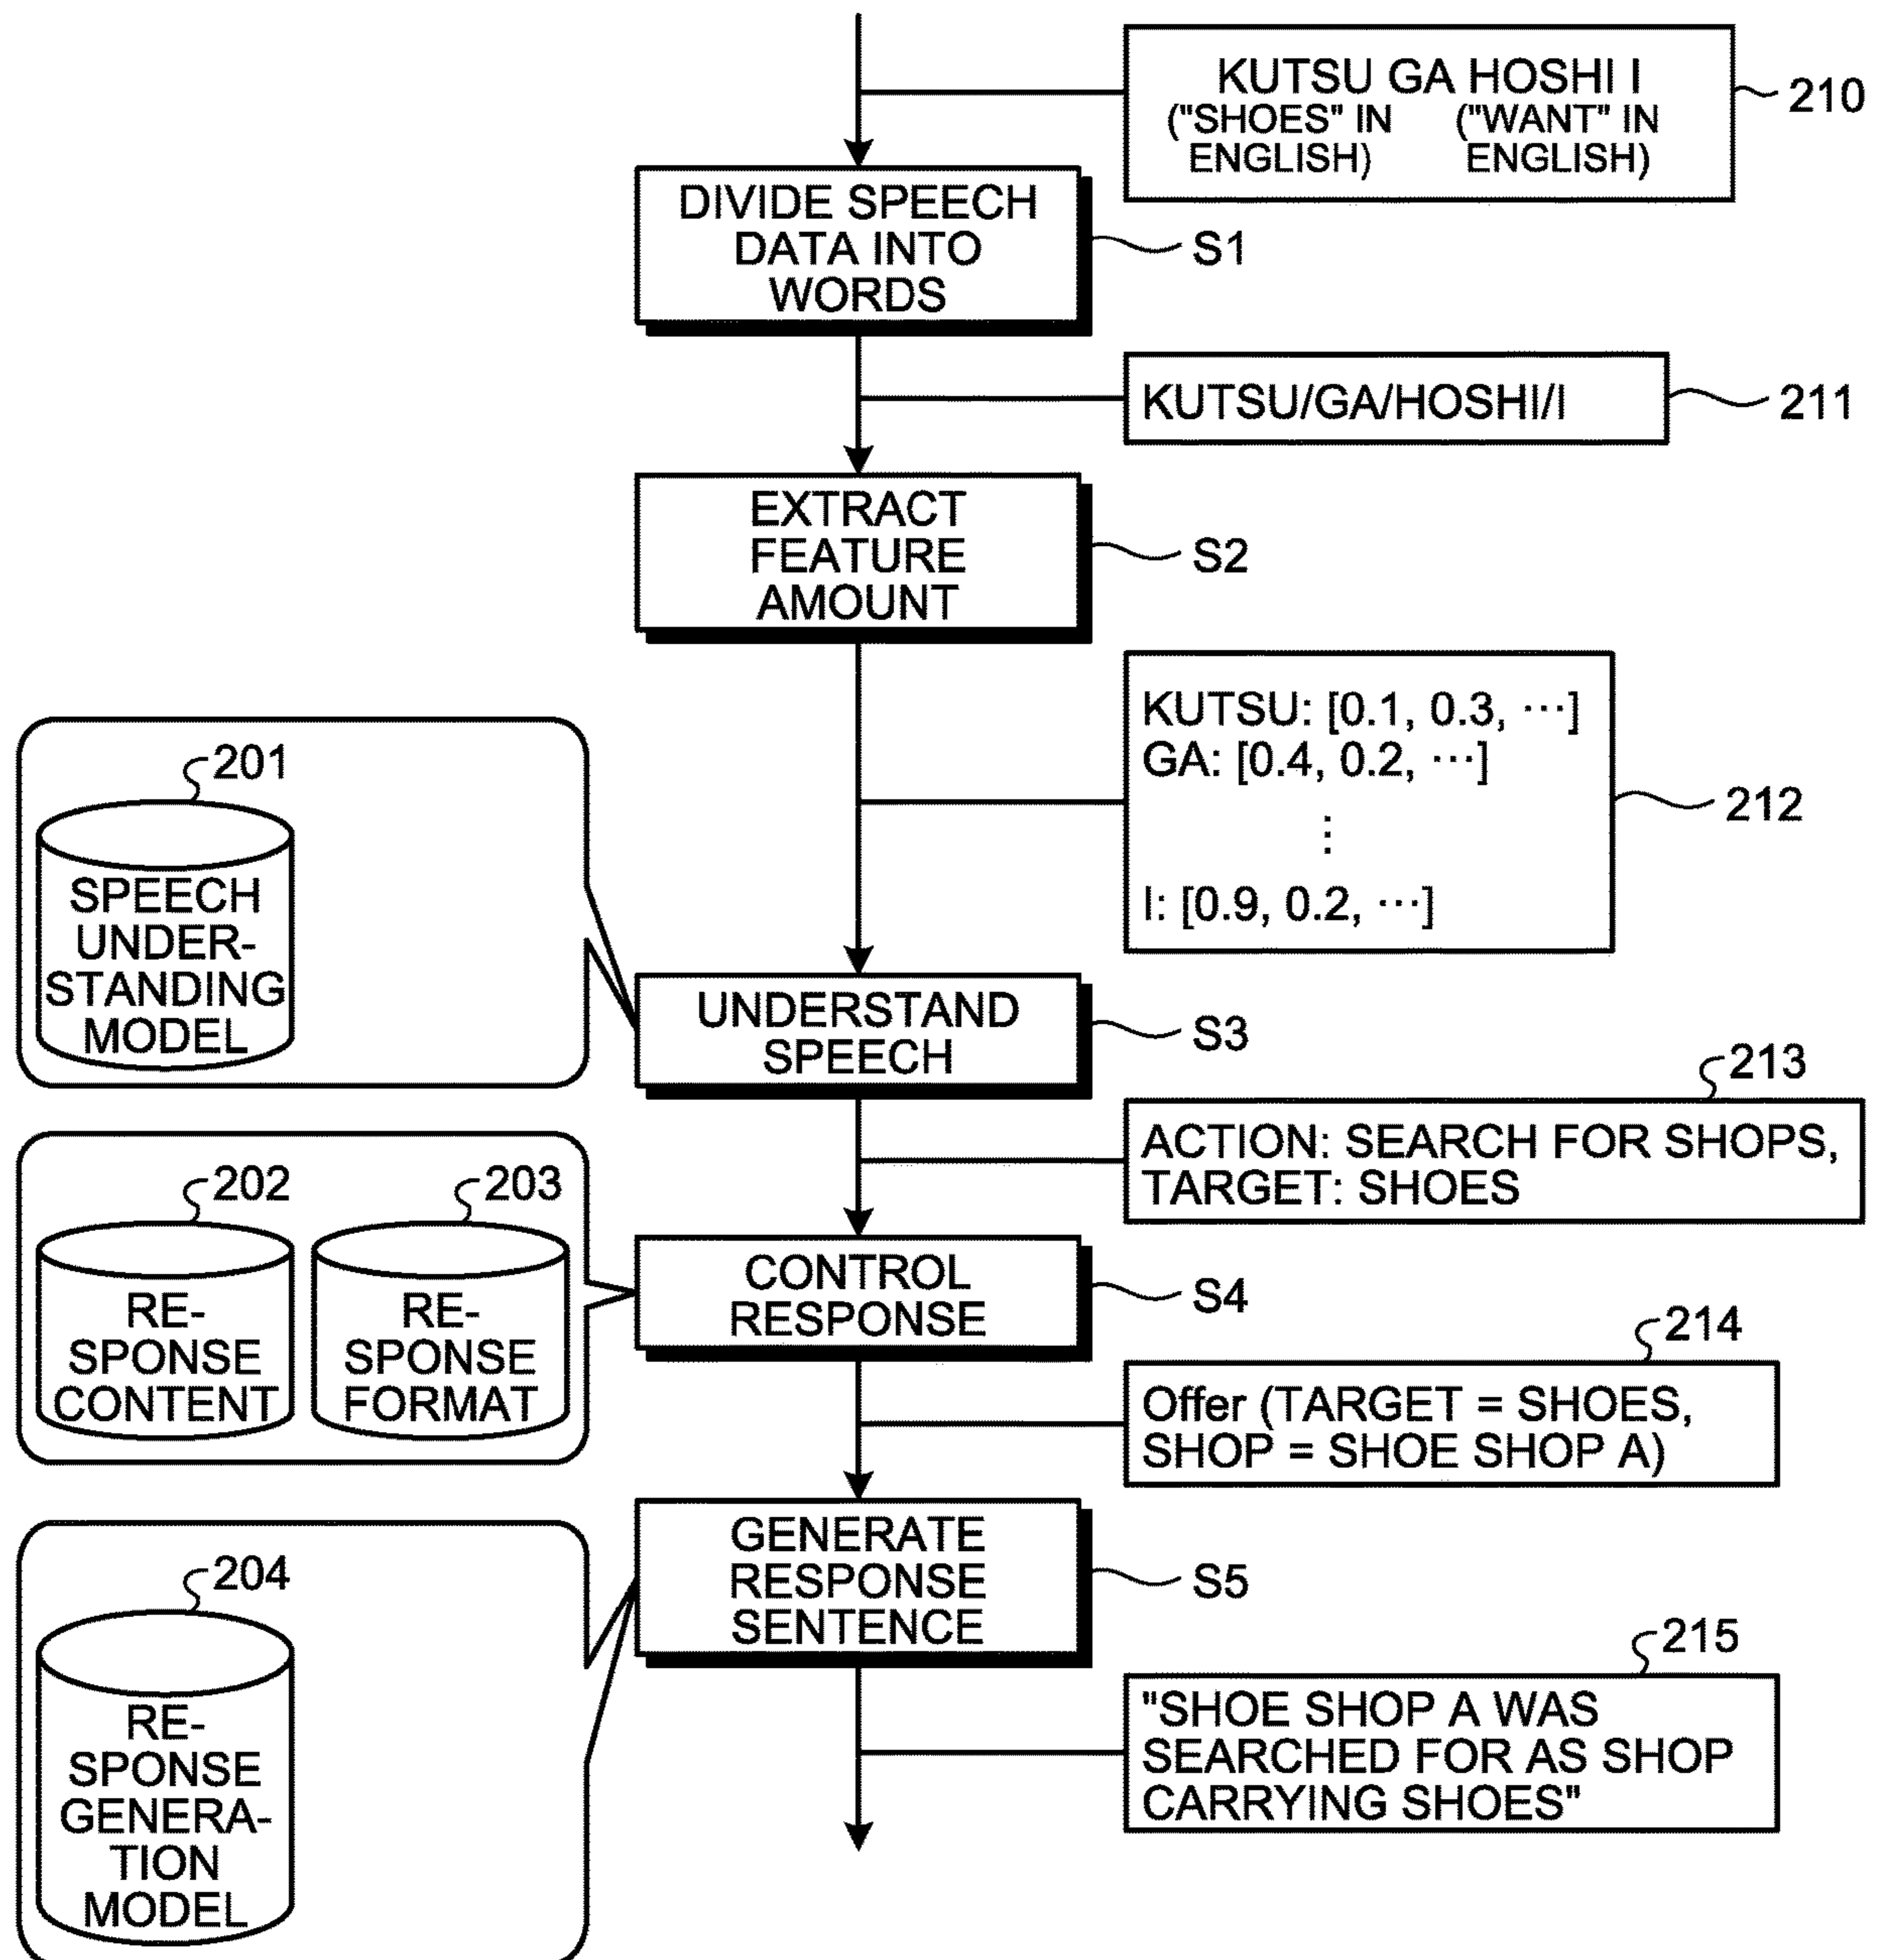 KUTSU GA HOSHI I
("SHOES" IN ENGLISH) ("WANT" IN ENGLISH)
210
DIVIDE SPEECH
DATA INTO
WORDS
S1
KUTSU/GA/HOSHI/I
211
EXTRACT
FEATURE
AMOUNT
S2
KUTSU: [0.1, 0.3, ⋯]
GA: [0.4, 0.2, ⋯]
⋮
I: [0.9, 0.2, ⋯]
212
201
SPEECH
UNDER-
STANDING
MODEL
UNDERSTAND
SPEECH
S3
213
ACTION: SEARCH FOR SHOPS,
TARGET: SHOES
202
RE-
SPONSE
CONTENT
203
RE-
SPONSE
FORMAT
CONTROL
RESPONSE
S4
214
Offer (TARGET = SHOES,
SHOP = SHOE SHOP A)
204
RE-
SPONSE
GENERA-
TION
MODEL
GENERATE
RESPONSE
SENTENCE
S5
215
"SHOE SHOP A WAS
SEARCHED FOR AS SHOP
CARRYING SHOES"